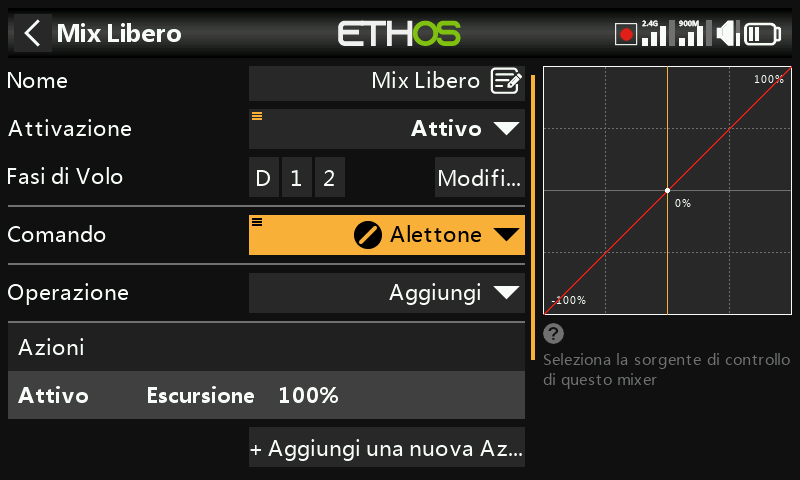 Mix Libero
ETHOS
2.4G
900M
Nome
Mix Libero
Attivazione
Attivo
Fasi di Volo
D 1 2
Modifi...
Comando
Alettone
Operazione
Aggiungi
Azioni
Attivo Escursione 100%
+ Aggiungi una nuova Az...
100%
0%
-100%
?
Seleziona la sorgente di controllo
di questo mixer